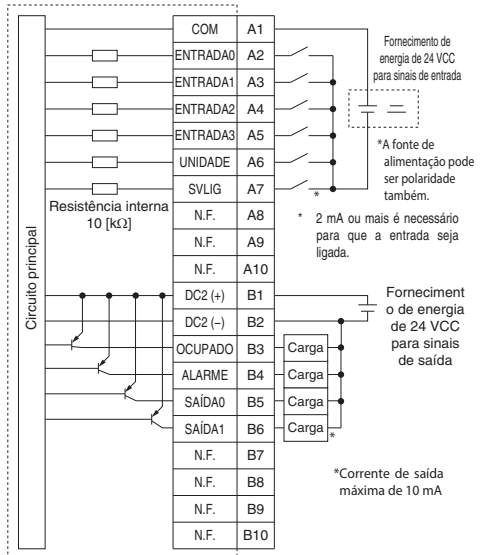 COM A1
ENTRADA0 A2
ENTRADA1 A3
ENTRADA2 A4
ENTRADA3 A5
UNIDADE A6
SVLIG A7
N.F. A8
N.F. A9
N.F. A10
DC2 (+) B1
DC2 (−) B2
OCUPADO B3 Carga
ALARME B4 Carga
SAÍDA0 B5 Carga
SAÍDA1 B6 Carga *
N.F. B7
N.F. B8
N.F. B9
N.F. B10
Circuito principal
Resistência interna
10 [kΩ]
Fornecimento de
energia de 24 VCC
para sinais de entrada
*A fonte de
alimentação pode
ser polaridade
também.
*
* 2 mA ou mais é necessário
para que a entrada seja
ligada.
Forneciment
o de energia
de 24 VCC
para sinais
de saída
*Corrente de saída
máxima de 10 mA